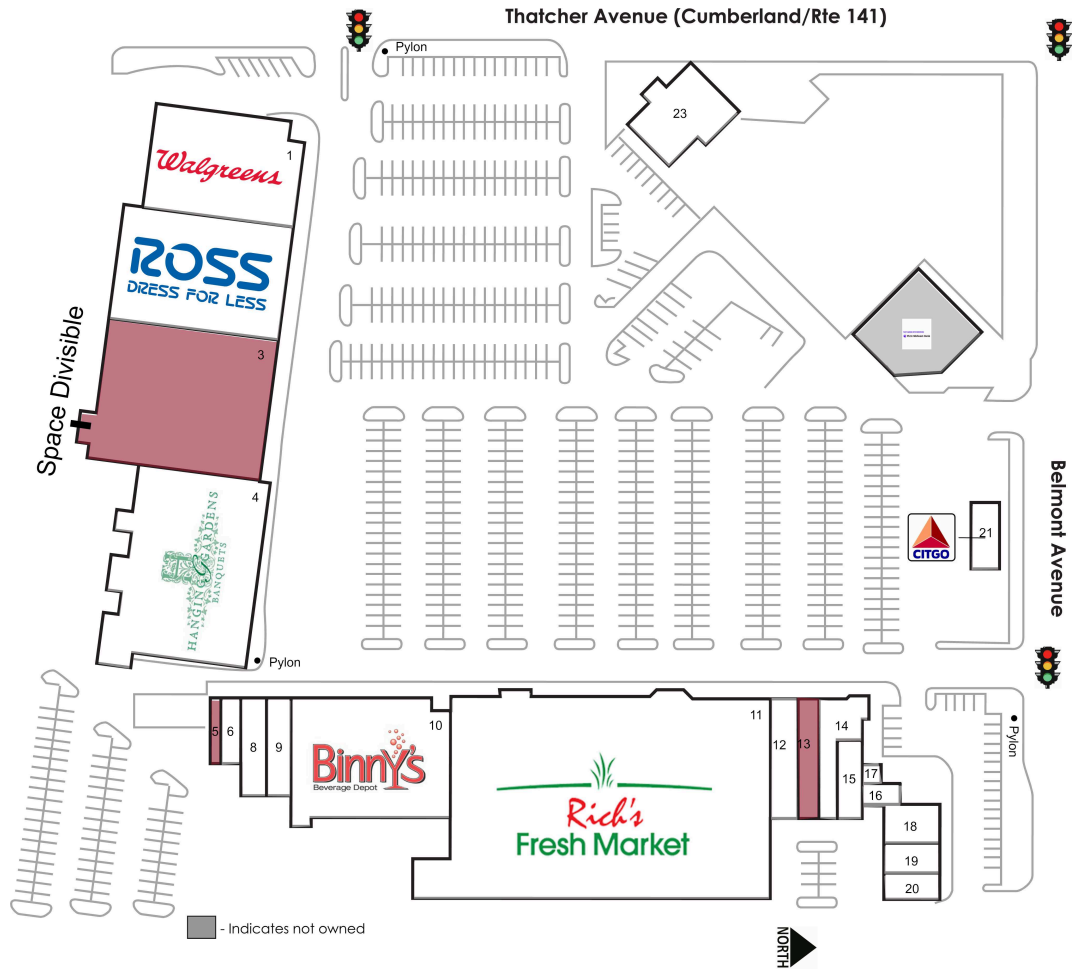 Thatcher Avenue (Cumberland/Rte 141)
Pylon
23
1
Walgreens
ROSS
DRESS FOR LESS
3
Space Divisible
4
HANGING GARDENS
G
BANQUETS
CITGO
21
Belmont Avenue
Pylon
5
6
8
9
10
Binny's
Beverage Depot
11
Rich's
Fresh Market
12
13
14
15
17
16
18
19
20
Pylon
- Indicates not owned
NORTH